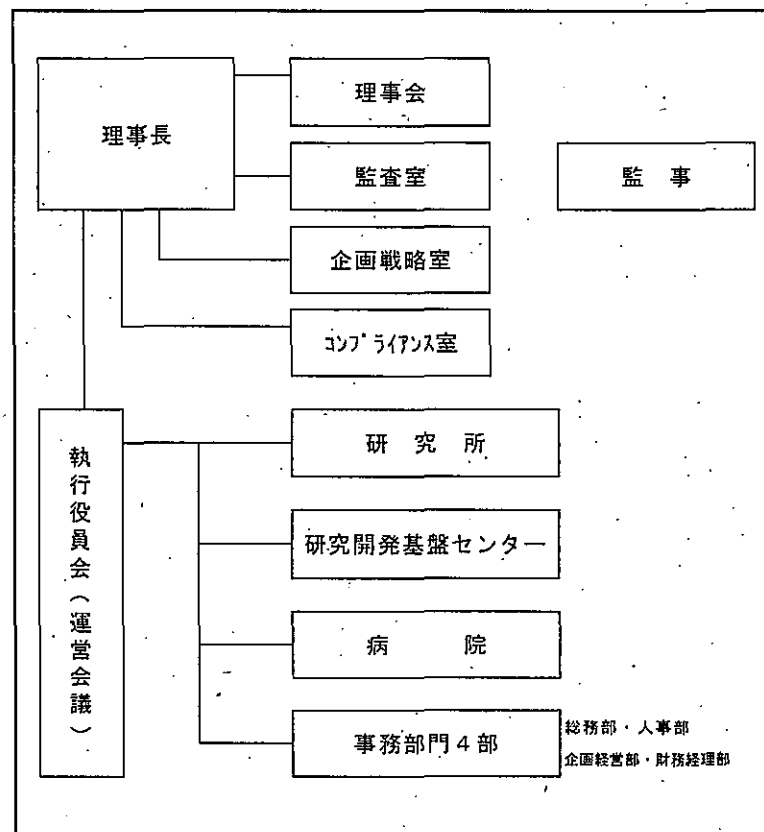 理事長
理事会
監査室
監　事
企画戦略室
コンプライアンス室
執行役員会（運営会議）
研　究　所
研究開発基盤センター
病　　　院
事務部門４部
総務部・人事部
企画経営部・財務経理部